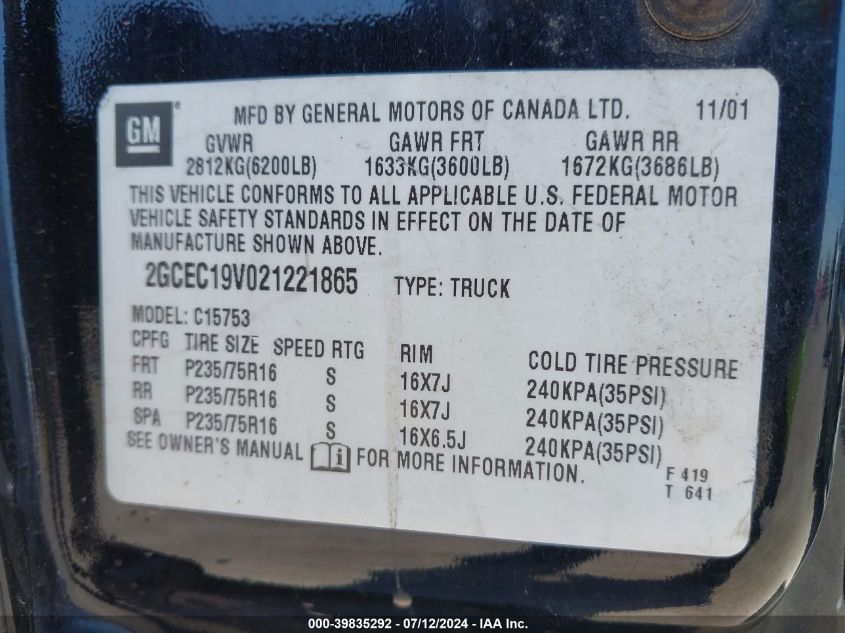 GM ® MFD BY GENERAL MOTORS OF CANADA LTD. 11/01
GVWR GAWR FRT GAWR RR
2812KG(6200LB) 1633KG(3600LB) 1672KG(3686LB)
THIS VEHICLE CONFORMS TO ALL APPLICABLE U.S. FEDERAL MOTOR
VEHICLE SAFETY STANDARDS IN EFFECT ON THE DATE OF
MANUFACTURE SHOWN ABOVE.
2GCEC19V021221865 TYPE: TRUCK
MODEL: C15753
CPFG TIRE SIZE SPEED RTG RIM COLD TIRE PRESSURE
FRT P235/75R16 S 16X7J 240KPA(35PSI)
RR P235/75R16 S 16X7J 240KPA(35PSI)
SPA P235/75R16 S 16X6.5J 240KPA(35PSI)
SEE OWNER'S MANUAL i FOR MORE INFORMATION.
F 419
T 641
000-39835292 - 07/12/2024 - © IAA, Inc.